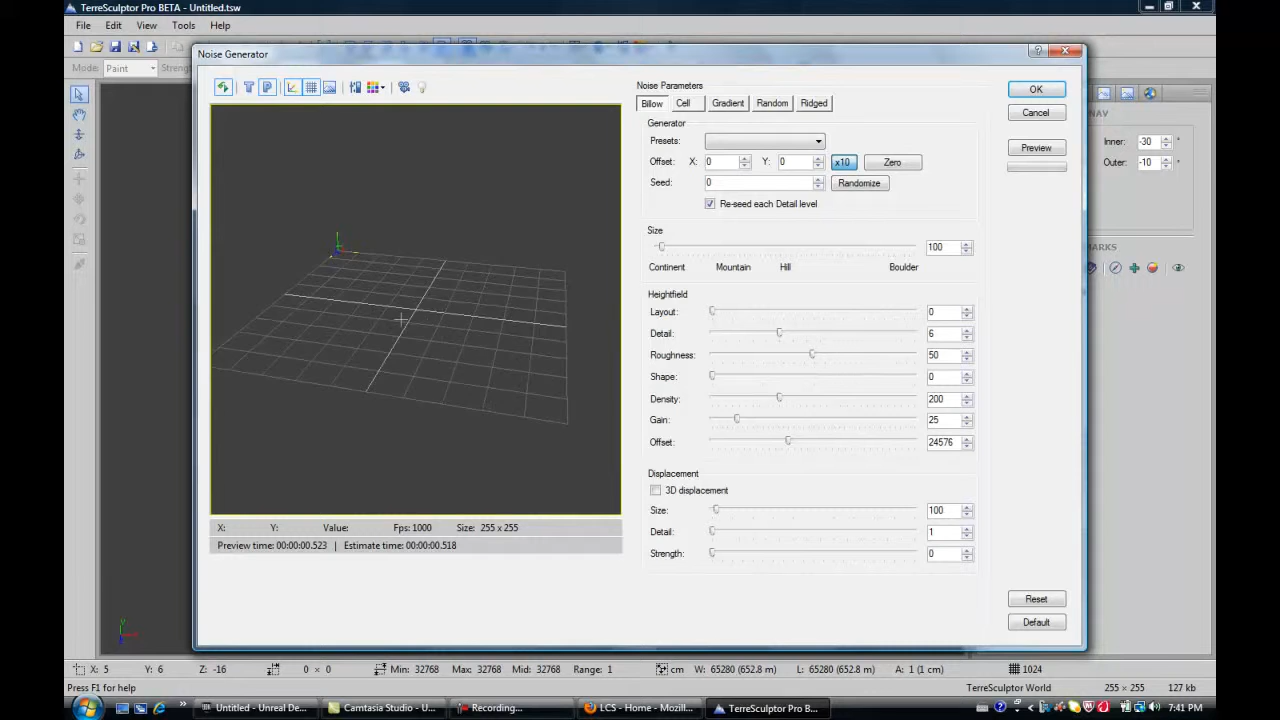 TerreSculptor Pro BETA - Untitled.tsw
File Edit View Tools Help
Mode: Paint
Noise Generator
Noise Parameters
Billow Cell Gradient Random Ridged
Generator
Presets:
Offset: X: 0 Y: 0 x10 Zero
Seed: 0 Randomize
Re-seed each Detail level
Size
100
Continent Mountain Hill Boulder
Heightfield
Layout: 0
Detail: 6
Roughness: 50
Shape: 0
Density: 200
Gain: 25
Offset: 24576
Displacement
3D displacement
Size: 100
Detail: 1
Strength: 0
OK
Cancel
Preview
Reset
Default
NAV
Inner: -30 °
Outer: -10 °
MARKS
X: Y: Value: Fps: 1000 Size: 255 x 255
Preview time: 00:00:00.523 | Estimate time: 00:00:00.518
X: 5 Y: 6 Z: -16 0 × 0 Min: 32768 Max: 32768 Mid: 32768 Range: 1 W: 65280 (652.8 m) L: 65280 (652.8 m) A: 1 (1 cm) 1024
Press F1 for help TerreSculptor World 255 × 255 127 kb
Untitled - Unreal De... Camtasia Studio - U... Recording... LCS - Home - Mozill... TerreSculptor Pro B... 7:41 PM